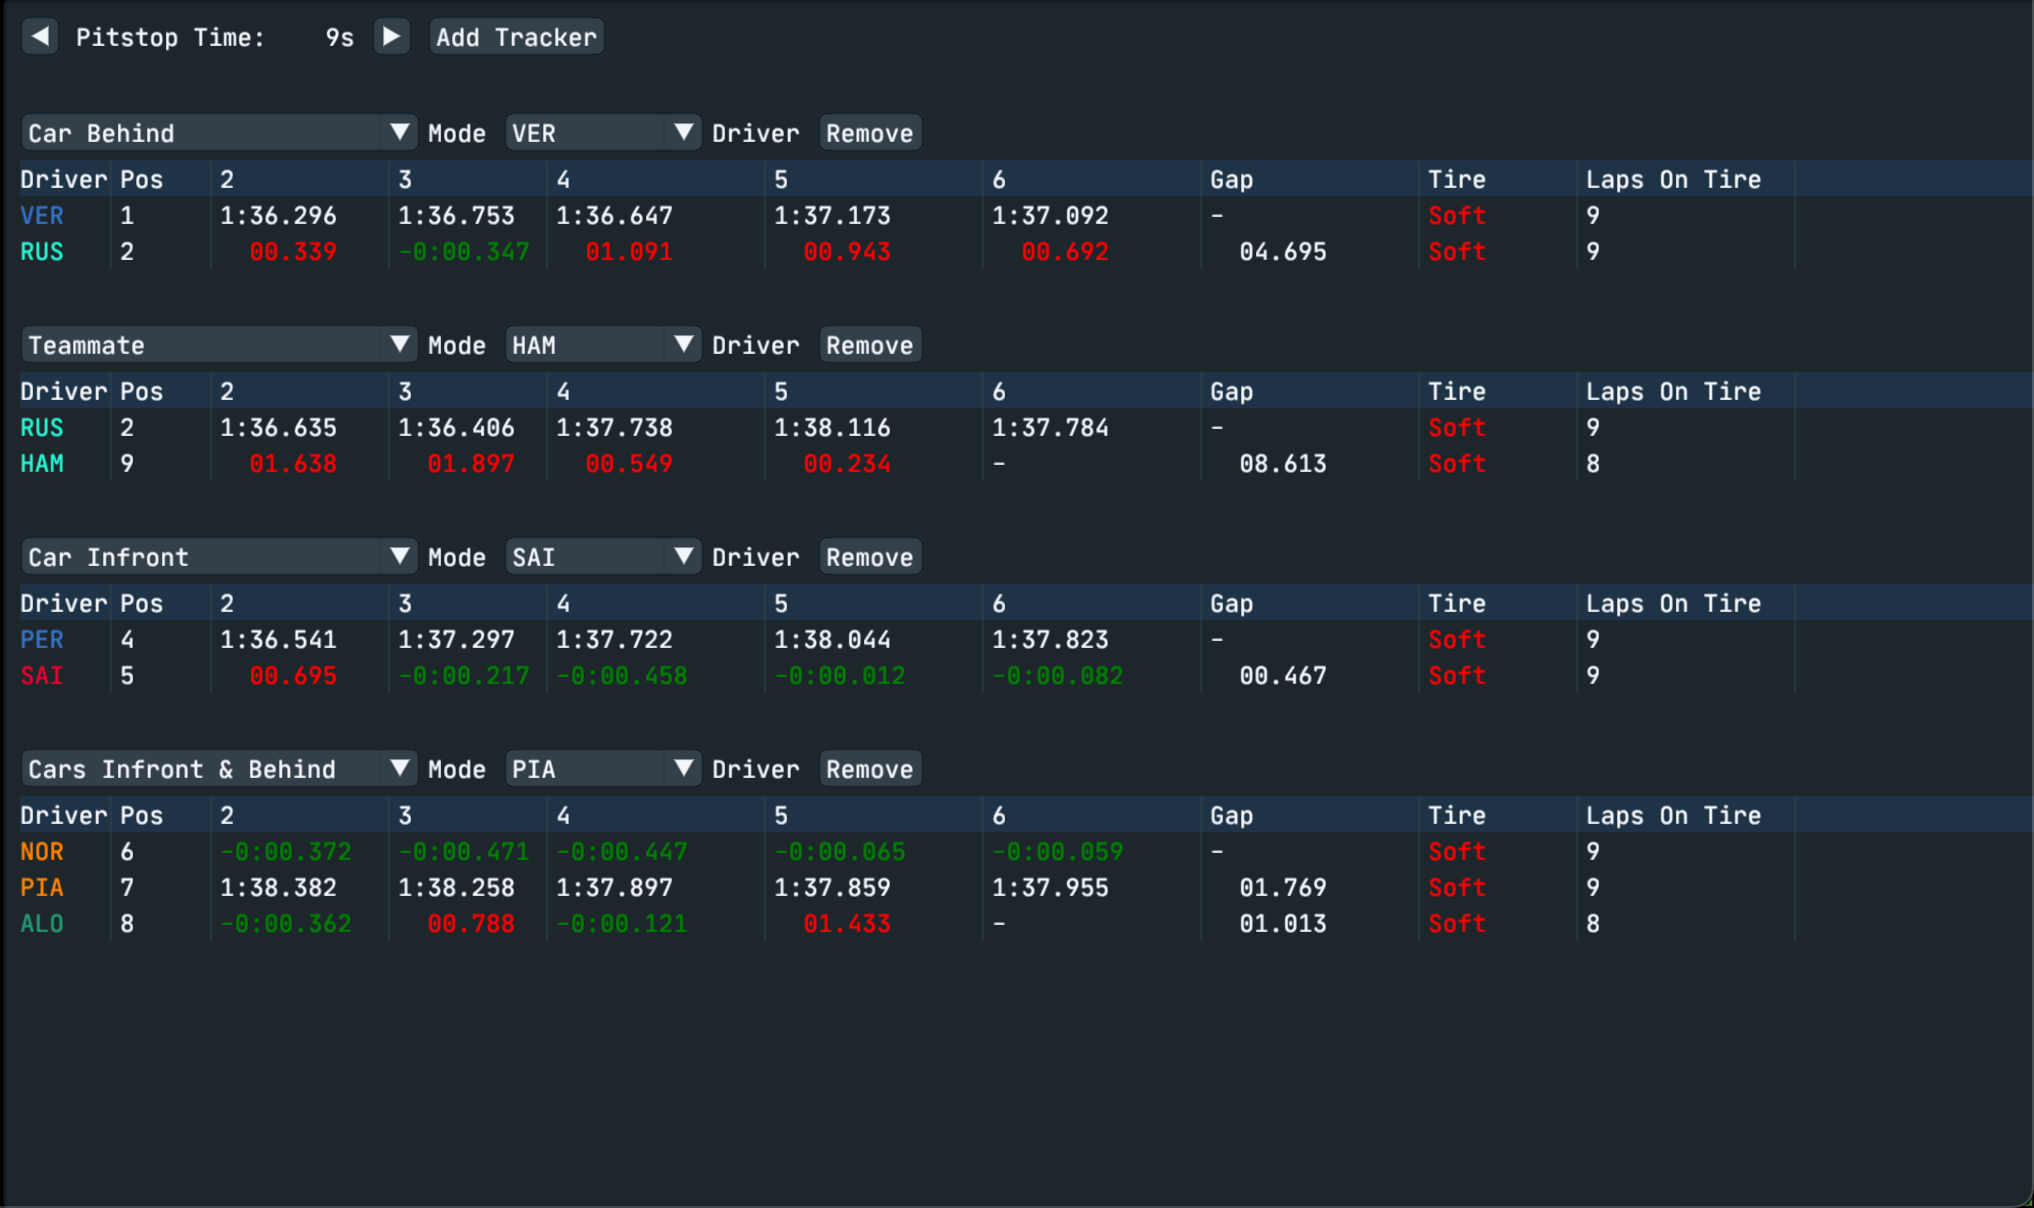 Pitstop Time: 9s Add Tracker
Car Behind Mode VER Driver Remove
Driver Pos 2 3 4 5 6 Gap Tire Laps On Tire
VER 1 1:36.296 1:36.753 1:36.647 1:37.173 1:37.092 - Soft 9
RUS 2 00.339 -0:00.347 01.091 00.943 00.692 04.695 Soft 9
Teammate Mode HAM Driver Remove
Driver Pos 2 3 4 5 6 Gap Tire Laps On Tire
RUS 2 1:36.635 1:36.406 1:37.738 1:38.116 1:37.784 - Soft 9
HAM 9 01.638 01.897 00.549 00.234 - 08.613 Soft 8
Car Infront Mode SAI Driver Remove
Driver Pos 2 3 4 5 6 Gap Tire Laps On Tire
PER 4 1:36.541 1:37.297 1:37.722 1:38.044 1:37.823 - Soft 9
SAI 5 00.695 -0:00.217 -0:00.458 -0:00.012 -0:00.082 00.467 Soft 9
Cars Infront & Behind Mode PIA Driver Remove
Driver Pos 2 3 4 5 6 Gap Tire Laps On Tire
NOR 6 -0:00.372 -0:00.471 -0:00.447 -0:00.065 -0:00.059 - Soft 9
PIA 7 1:38.382 1:38.258 1:37.897 1:37.859 1:37.955 01.769 Soft 9
ALO 8 -0:00.362 00.788 -0:00.121 01.433 - 01.013 Soft 8